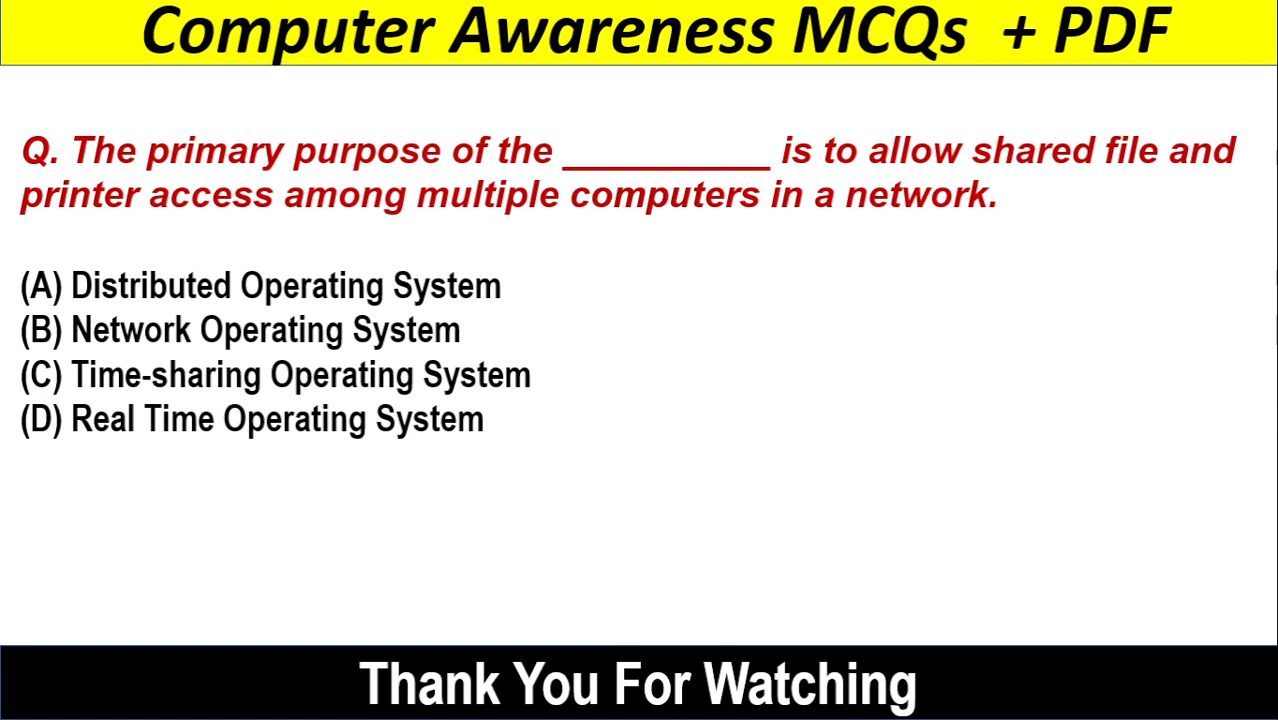 Computer Awareness MCQs + PDF
Q. The primary purpose of the __________ is to allow shared file and
printer access among multiple computers in a network.
(A) Distributed Operating System
(B) Network Operating System
(C) Time-sharing Operating System
(D) Real Time Operating System
Thank You For Watching